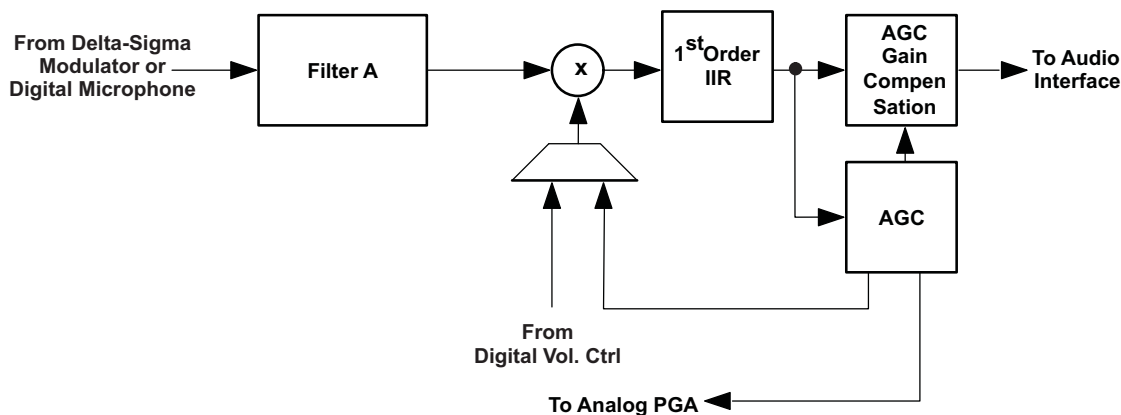 From Delta-Sigma
Modulator or
Digital Microphone
Filter A
x
1st Order
IIR
AGC
Gain
Compen
Sation
To Audio
Interface
AGC
From
Digital Vol. Ctrl
To Analog PGA